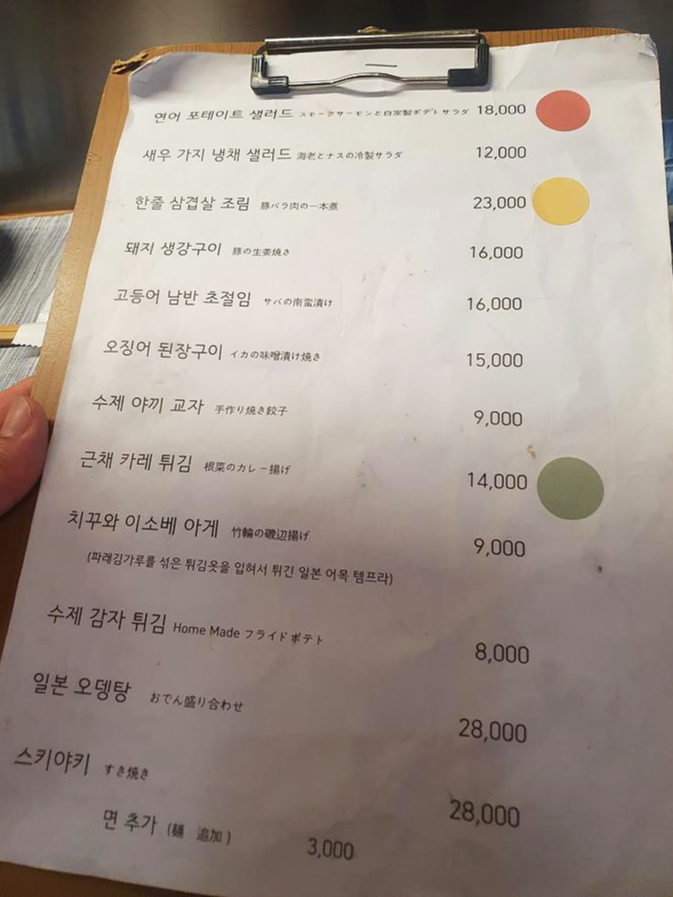 연어 포테이트 샐러드 スモークサーモンと自家製ポテトサラダ 18,000
새우 가지 냉채 샐러드 海老とナスの冷製サラダ 12,000
한줄 삼겹살 조림 豚バラ肉の一本煮 23,000
돼지 생강구이 豚の生姜焼き 16,000
고등어 남반 초절임 サバの南蛮漬け 16,000
오징어 된장구이 イカの味噌漬け焼き 15,000
수제 야끼 교자 手作り焼き餃子 9,000
근채 카레 튀김 根菜のカレー揚げ 14,000
치꾸와 이소베 아게 竹輪の磯辺揚げ 9,000
(파래김가루를 섞은 튀김옷을 입혀서 튀긴 일본 어묵 템프라)
수제 감자 튀김 Home Made フライドポテト 8,000
일본 오뎅탕 おでん盛り合わせ 28,000
스키야키 すき焼き 28,000
면 추가 (麺 追加) 3,000